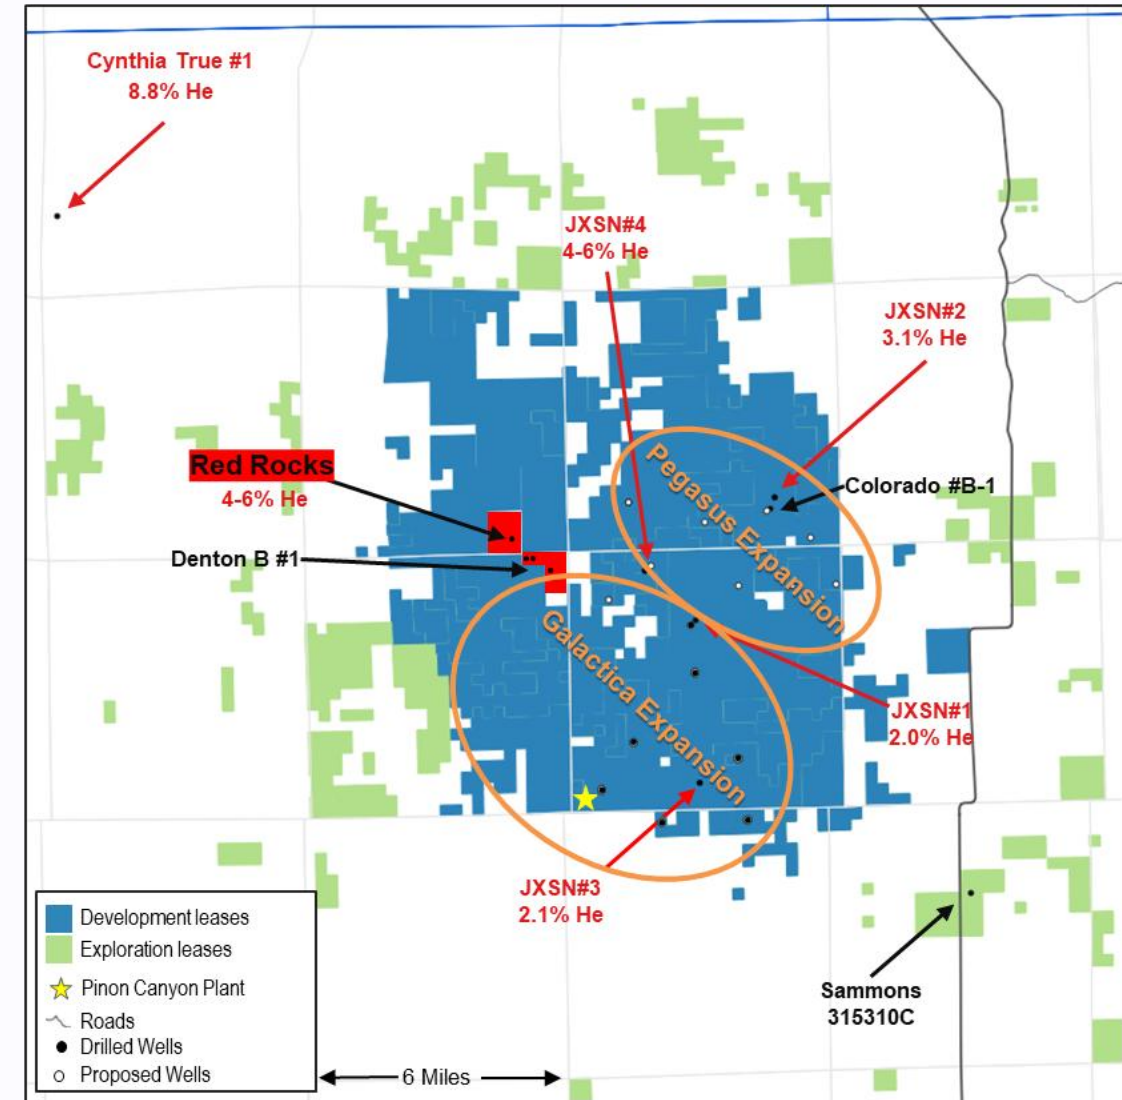 Cynthia True #1
8.8% He
JXSN#4
4-6% He
JXSN#2
3.1% He
Pegasus Expansion
Red Rocks
4-6% He
Colorado #B-1
Denton B #1
Galactica Expansion
JXSN#1
2.0% He
JXSN#3
2.1% He
Sammons
315310C
Development leases
Exploration leases
Pinon Canyon Plant
Roads
Drilled Wells
Proposed Wells
6 Miles